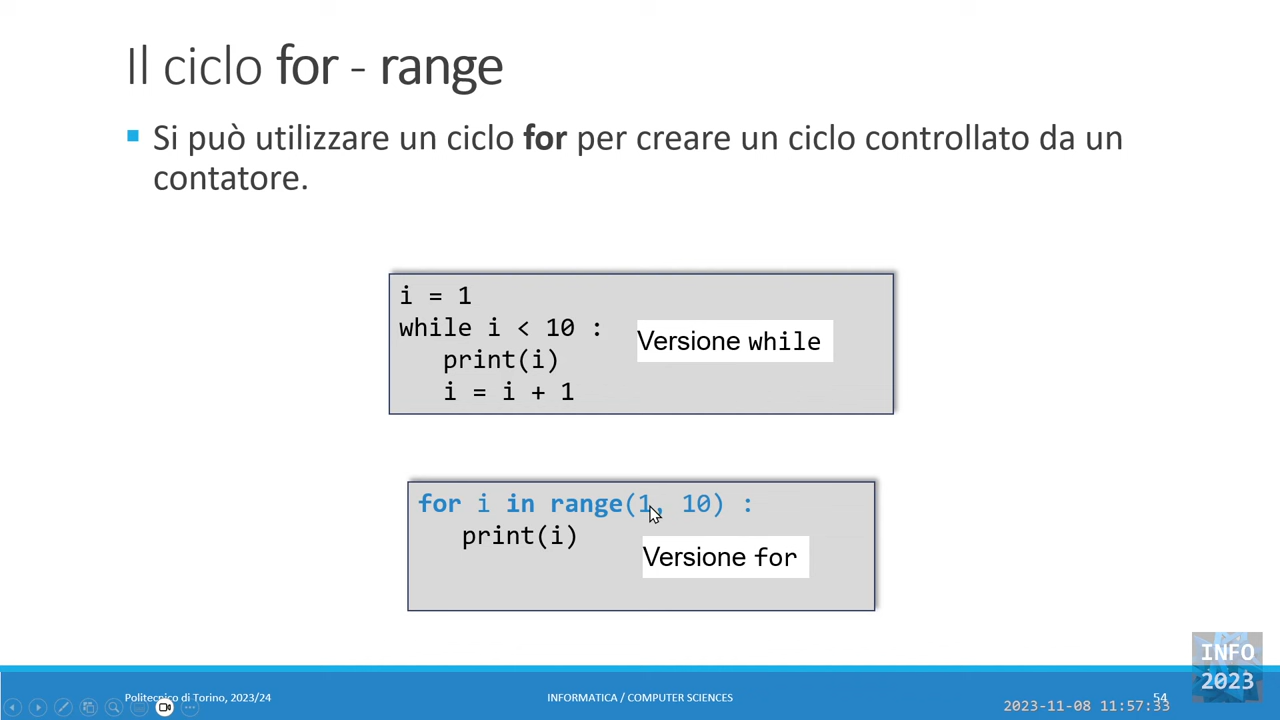 Il ciclo for - range
Si può utilizzare un ciclo for per creare un ciclo controllato da un
contatore.
i = 1
while i < 10 :
print(i)
i = i + 1
Versione while
for i in range(1, 10) :
print(i)
Versione for
INFO
2023
Politecnico di Torino, 2023/24
INFORMATICA / COMPUTER SCIENCES
54
2023-11-08 11:57:33